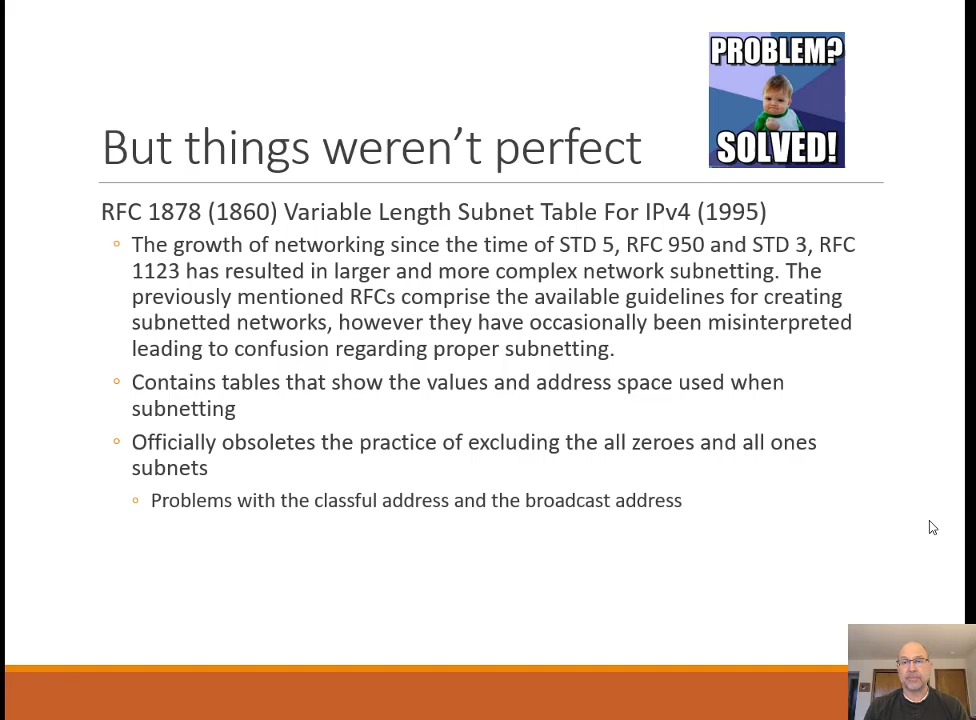 PROBLEM?
SOLVED!
But things weren’t perfect
RFC 1878 (1860) Variable Length Subnet Table For IPv4 (1995)
The growth of networking since the time of STD 5, RFC 950 and STD 3, RFC
1123 has resulted in larger and more complex network subnetting. The
previously mentioned RFCs comprise the available guidelines for creating
subnetted networks, however they have occasionally been misinterpreted
leading to confusion regarding proper subnetting.
Contains tables that show the values and address space used when
subnetting
Officially obsoletes the practice of excluding the all zeroes and all ones
subnets
Problems with the classful address and the broadcast address